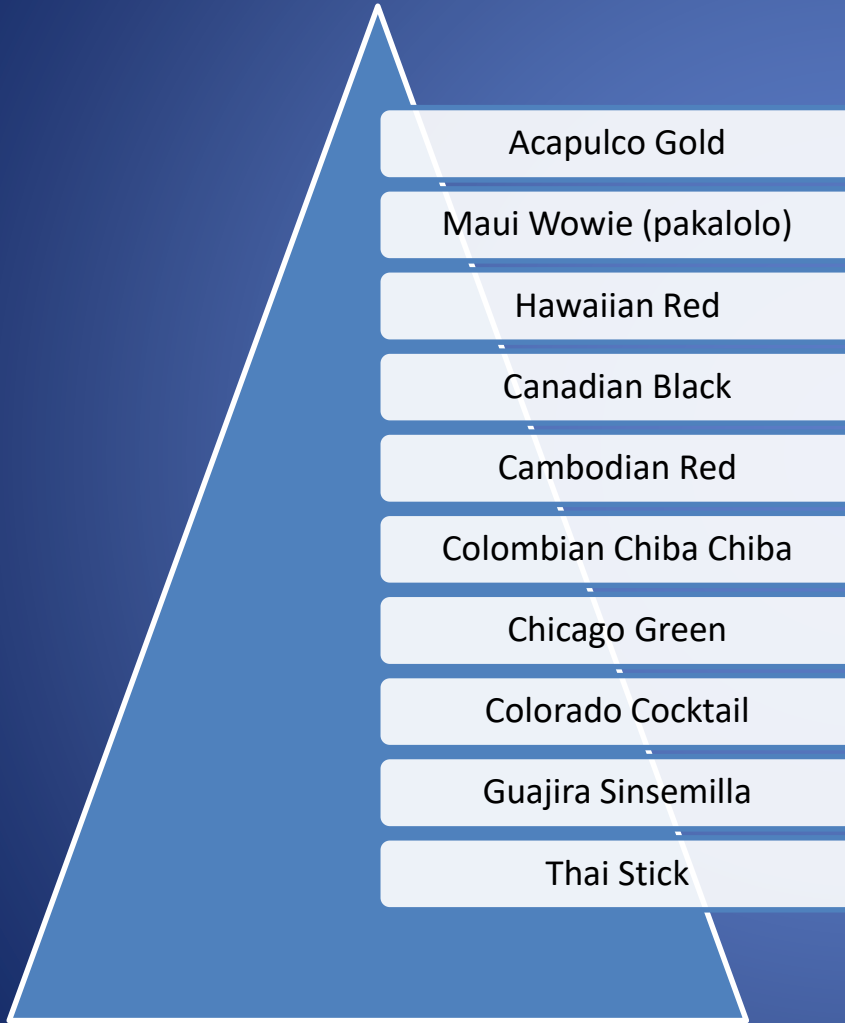 Acapulco Gold
Maui Wowie (pakalolo)
Hawaiian Red
Canadian Black
Cambodian Red
Colombian Chiba Chiba
Chicago Green
Colorado Cocktail
Guajira Sinsemilla
Thai Stick